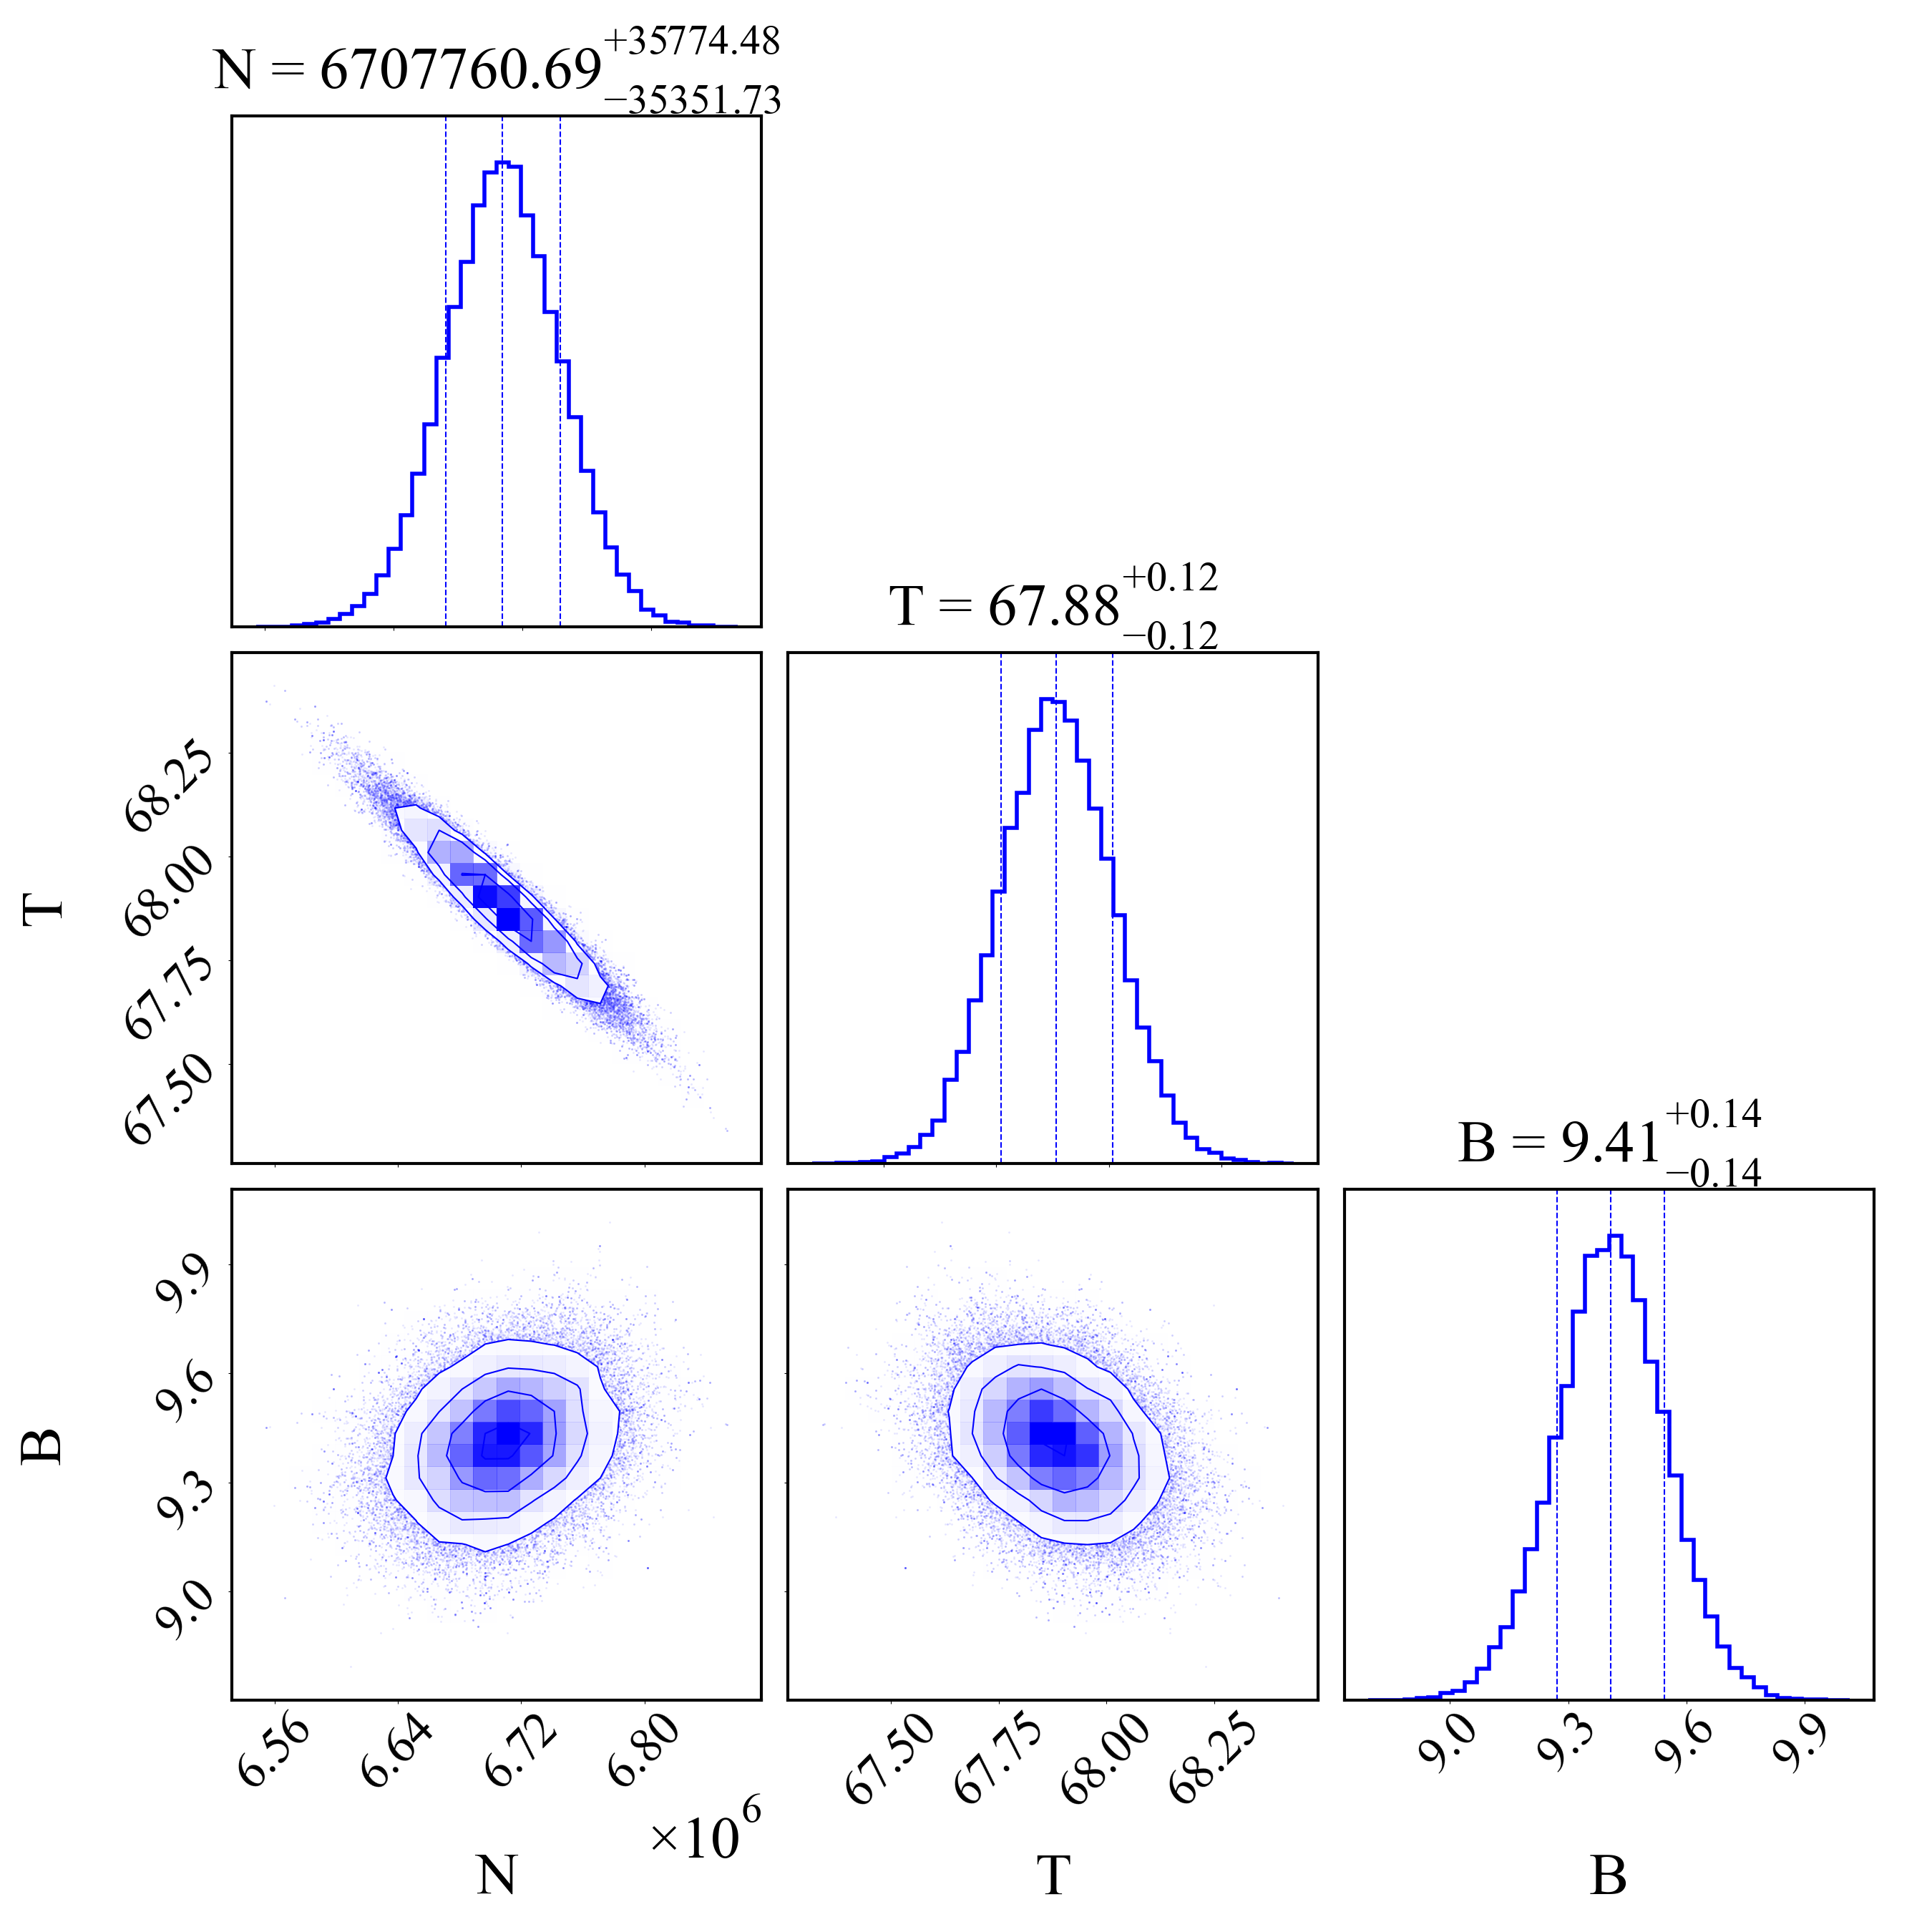 N = 6707760.69 +35774.48 −35351.73
T = 67.88 +0.12 −0.12
T
68.25
68.00
67.75
67.50
B = 9.41 +0.14 −0.14
B
9.9
9.6
9.3
9.0
6.56 6.64 6.72 6.80
67.50 67.75 68.00 68.25
9.0 9.3 9.6 9.9
×10⁶
N T B